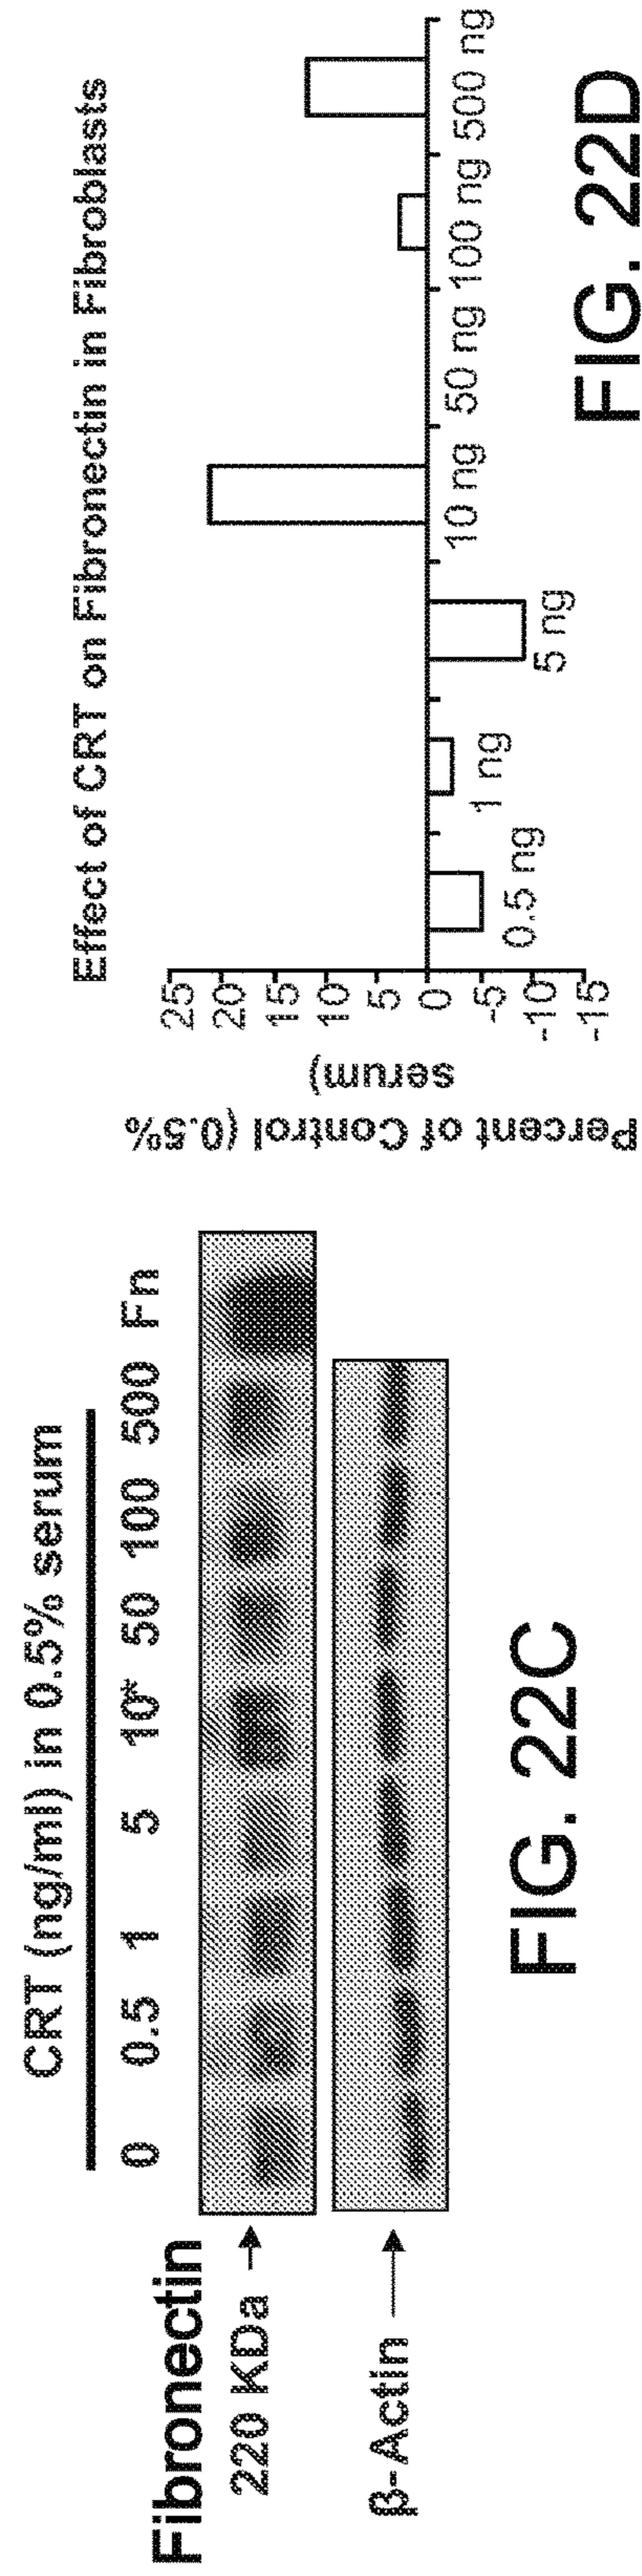 CRT (ng/ml) in 0.5% serum
0 0.5 1 5 10* 50 100 500 Fn
Fibronectin
220 KDa
β-Actin
FIG. 22C
Effect of CRT on Fibronectin in Fibroblasts
Percent of Control (0.5%
serum)
25
20
15
10
5
0
-5
-10
-15
0.5 ng 1 ng 5 ng 10 ng 50 ng 100 ng 500 ng
FIG. 22D